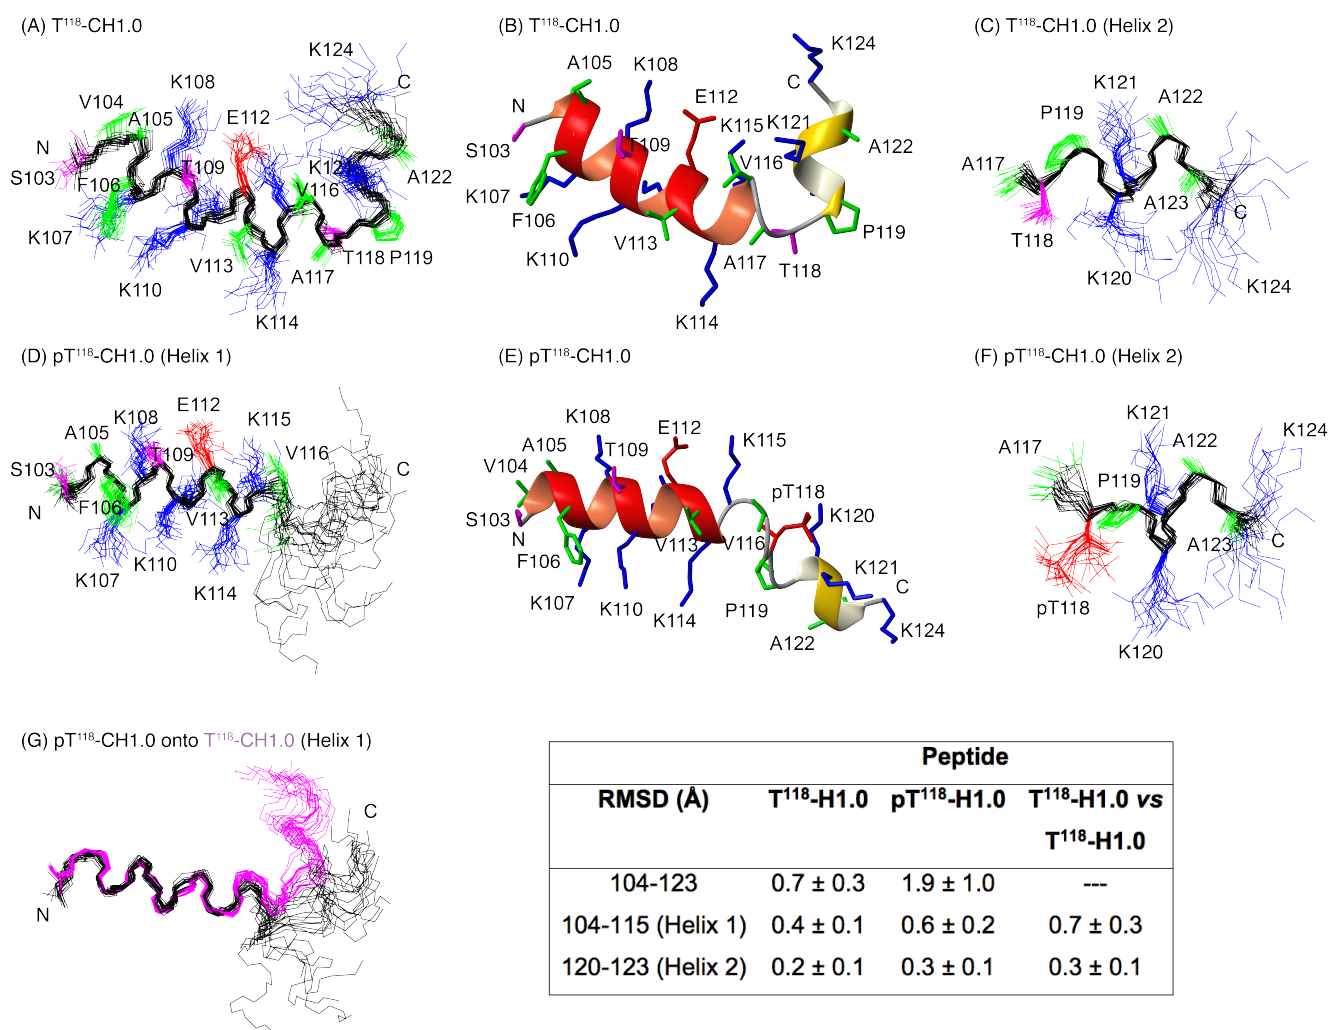 (A) T¹¹⁸-CH1.0
K124
K108
C
V104
A105
E112
N
S103
T109
K121
F106
V116
A122
K107
V113
T118 P119
K110
A117
K114
(B) T¹¹⁸-CH1.0
K124
A105
K108
C
N
E112
K115 K121
S103
T109
A122
V116
K107
F106
P119
V113
K110
A117
T118
K114
(C) T¹¹⁸-CH1.0 (Helix 2)
K121
A122
P119
A117
A123
C
T118
K120
K124
(D) pT¹¹⁸-CH1.0 (Helix 1)
E112
K108
K115
A105
T109
V116
S103
C
F106
N
V113
K107
K110
K114
(E) pT¹¹⁸-CH1.0
K108
E112
A105
T109
K115
V104
pT118
S103
K120
N
V113
V116
F106
K121
C
K107
K110
P119
K114
K124
A122
(F) pT¹¹⁸-CH1.0 (Helix 2)
K121
K124
A117
A122
P119
A123
C
pT118
K120
(G) pT¹¹⁸-CH1.0 onto T¹¹⁸-CH1.0 (Helix 1)
C
N
Peptide
RMSD (Å) T¹¹⁸-H1.0 pT¹¹⁸-H1.0 T¹¹⁸-H1.0 vs
T¹¹⁸-H1.0
104-123 0.7 ± 0.3 1.9 ± 1.0 ---
104-115 (Helix 1) 0.4 ± 0.1 0.6 ± 0.2 0.7 ± 0.3
120-123 (Helix 2) 0.2 ± 0.1 0.3 ± 0.1 0.3 ± 0.1